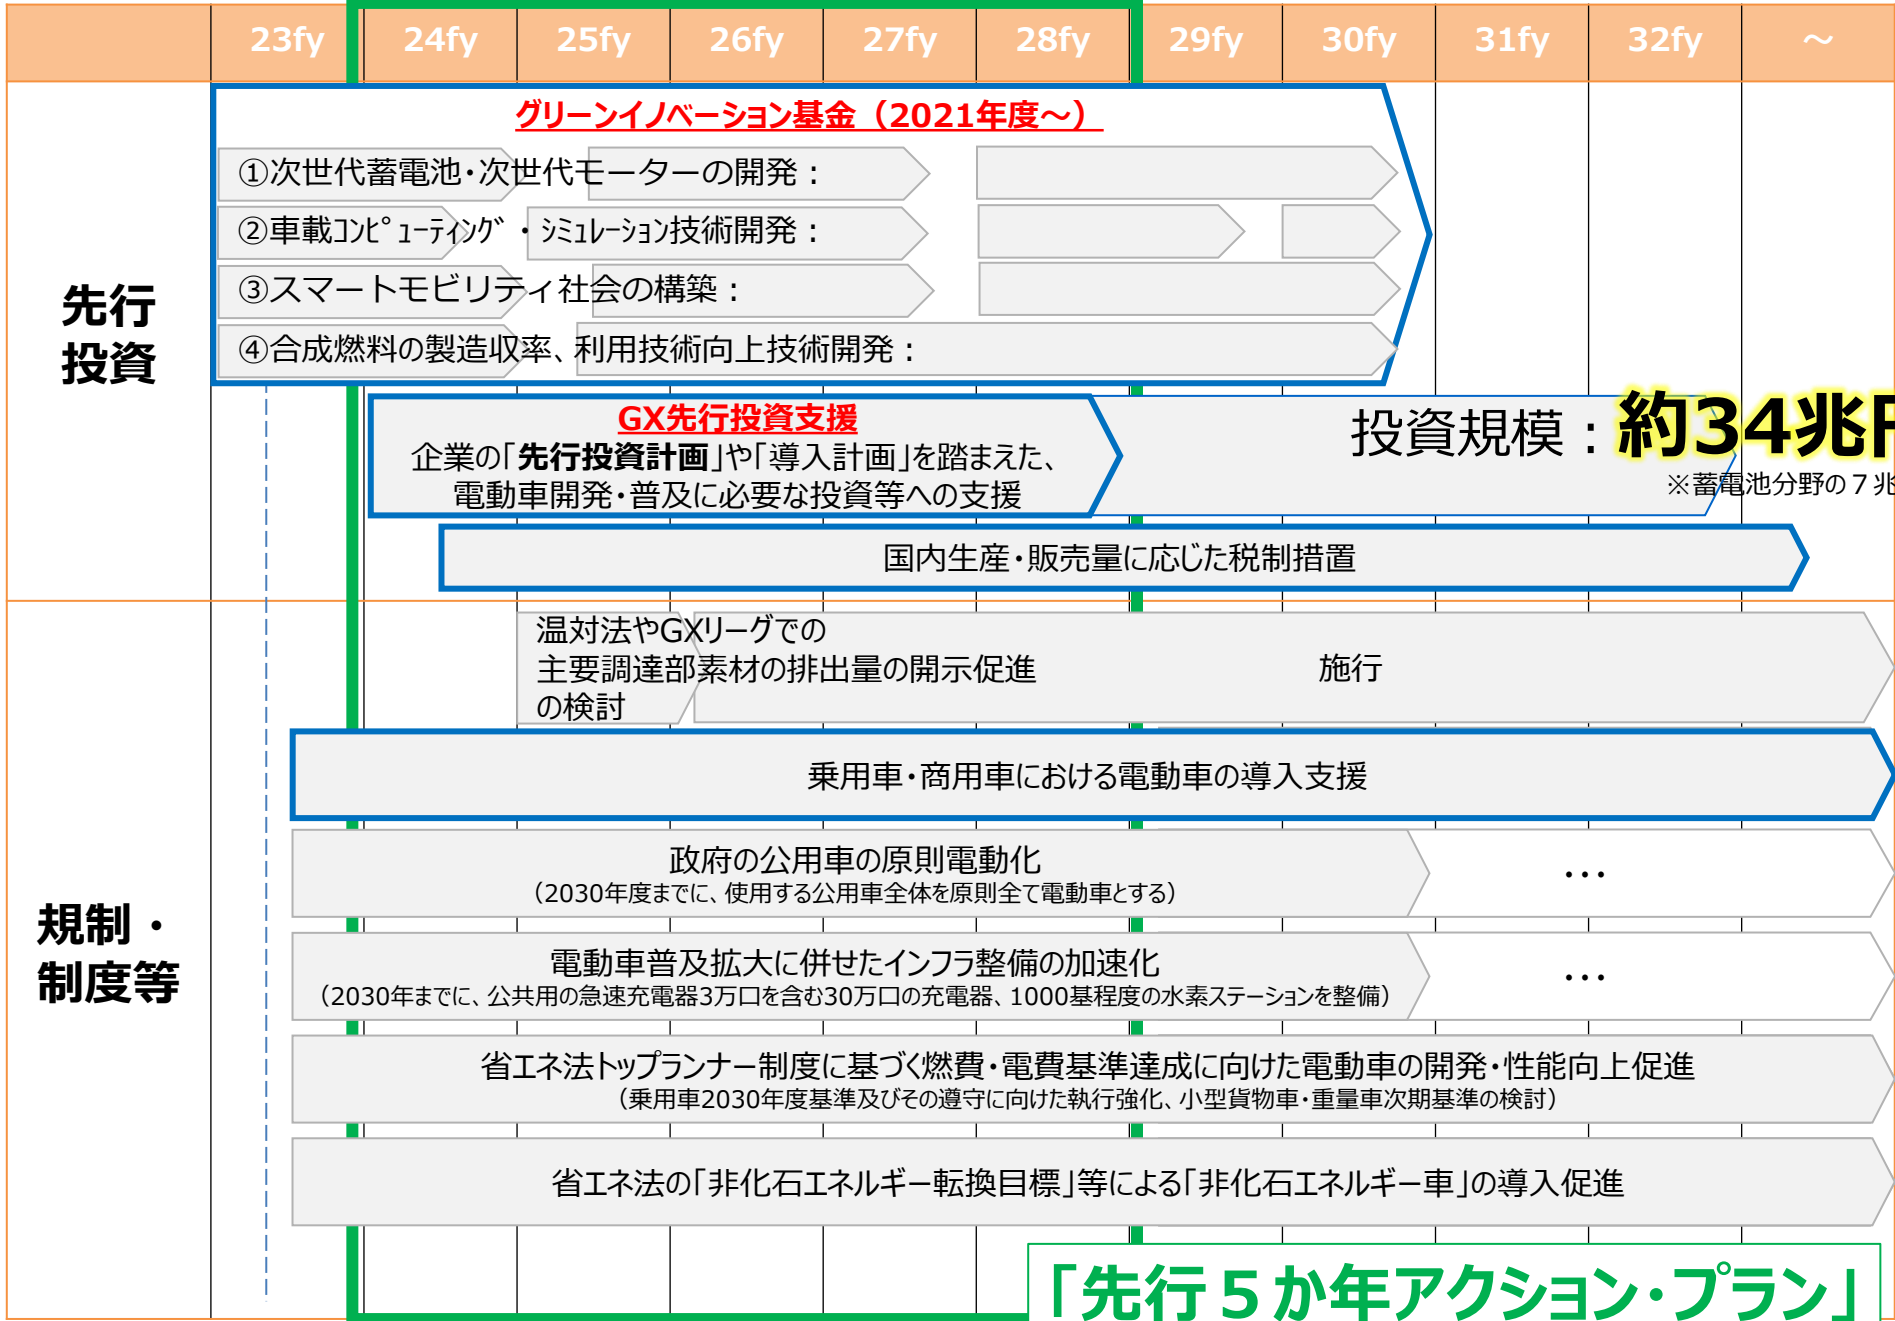 23fy 24fy 25fy 26fy 27fy 28fy 29fy 30fy 31fy 32fy ～
先行
投資
グリーンイノベーション基金（2021年度～）
①次世代蓄電池・次世代モーターの開発：
②車載ｺﾝﾋﾟｭｰﾃｨﾝｸﾞ・ｼﾐｭﾚｰｼｮﾝ技術開発：
③スマートモビリティ社会の構築：
④合成燃料の製造収率、利用技術向上技術開発：
GX先行投資支援
企業の「先行投資計画」や「導入計画」を踏まえた、
電動車開発・普及に必要な投資等への支援
投資規模：約34兆
※蓄電池分野の７兆
国内生産・販売量に応じた税制措置
規制・
制度等
温対法やGXリーグでの
主要調達部素材の排出量の開示促進
の検討
施行
乗用車・商用車における電動車の導入支援
政府の公用車の原則電動化
（2030年度までに、使用する公用車全体を原則全て電動車とする）
…
電動車普及拡大に併せたインフラ整備の加速化
（2030年までに、公共用の急速充電器3万口を含む30万口の充電器、1000基程度の水素ステーションを整備）
…
省エネ法トップランナー制度に基づく燃費・電費基準達成に向けた電動車の開発・性能向上促進
（乗用車2030年度基準及びその遵守に向けた執行強化、小型貨物車・重量車次期基準の検討）
省エネ法の「非化石エネルギー転換目標」等による「非化石エネルギー車」の導入促進
「先行５か年アクション・プラン」